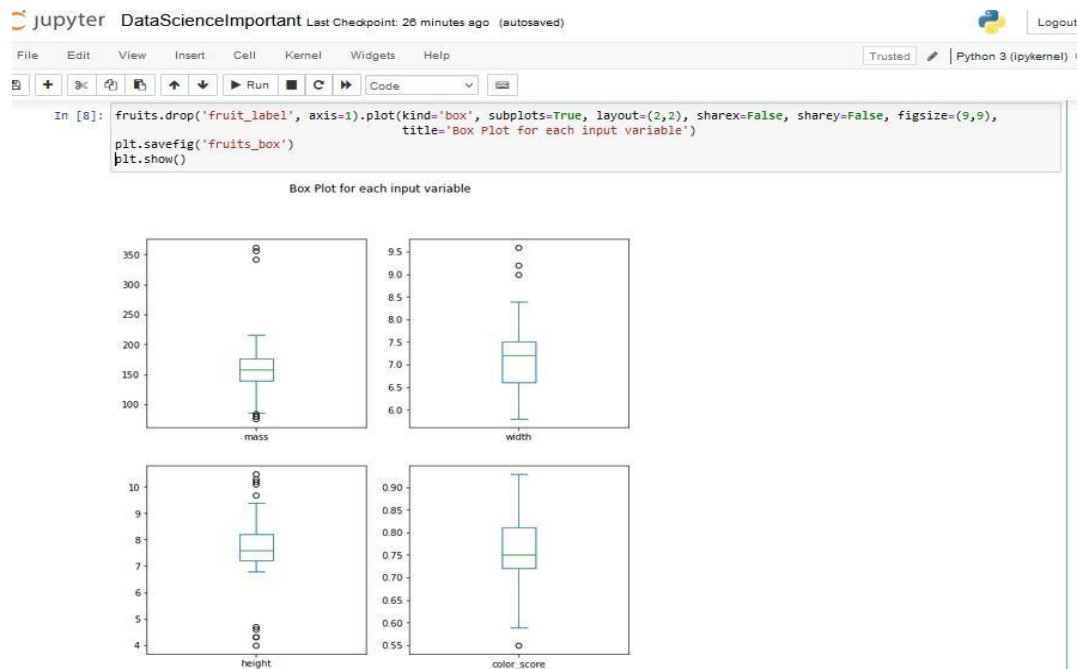 jupyter DataScienceImportant Last Checkpoint: 26 minutes ago (autosaved)
Logout
File Edit View Insert Cell Kernel Widgets Help
Trusted Python 3 (ipykernel)
Run Code
In [8]: fruits.drop('fruit_label', axis=1).plot(kind='box', subplots=True, layout=(2,2), sharex=False, sharey=False, figsize=(9,9),
title='Box Plot for each input variable')
plt.savefig('fruits_box')
plt.show()
Box Plot for each input variable
350
300
250
200
150
100
mass
9.5
9.0
8.5
8.0
7.5
7.0
6.5
6.0
width
10
9
8
7
6
5
4
height
0.90
0.85
0.80
0.75
0.70
0.65
0.60
0.55
color_score